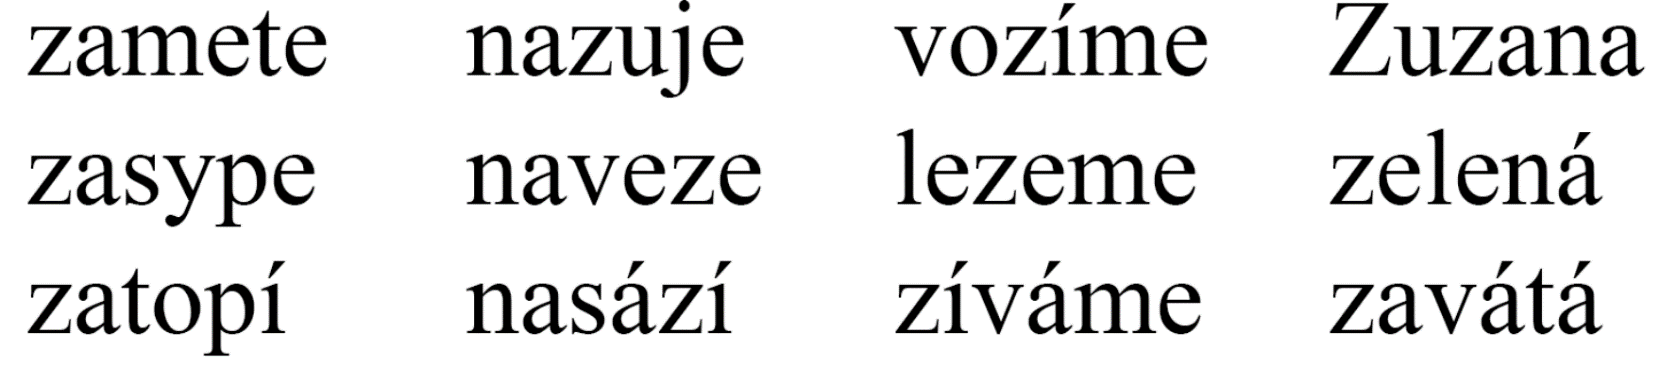 zamete nazuje vozíme Zuzana
zasype naveze lezeme zelená
zatopí nasází zíváme zavátá